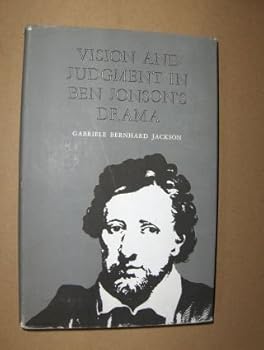 VISION AND
JUDGMENT IN
BEN JONSON'S
DRAMA
GABRIELE BERNHARD JACKSON